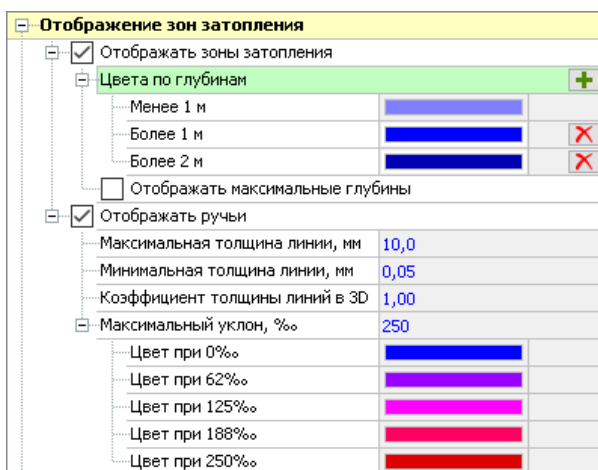 Отображение зон затопления
Отображать зоны затопления
Цвета по глубинам
Менее 1 м
Более 1 м
Более 2 м
Отображать максимальные глубины
Отображать ручьи
Максимальная толщина линии, мм 10,0
Минимальная толщина линии, мм 0,05
Коэффициент толщины линий в 3D 1,00
Максимальный уклон, ‰ 250
Цвет при 0‰
Цвет при 62‰
Цвет при 125‰
Цвет при 188‰
Цвет при 250‰